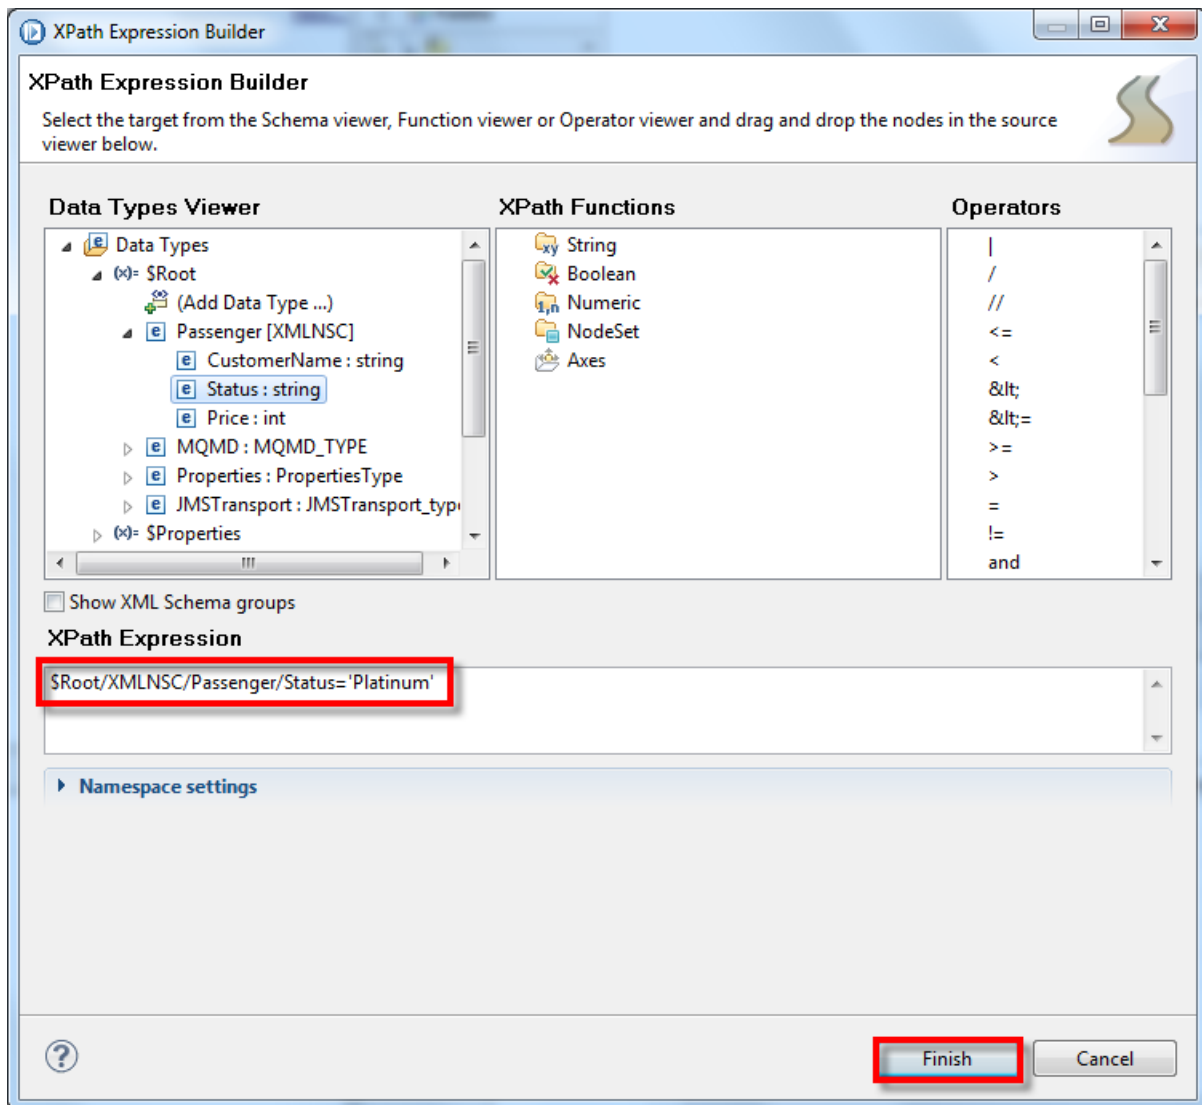 XPath Expression Builder
XPath Expression Builder
Select the target from the Schema viewer, Function viewer or Operator viewer and drag and drop the nodes in the source
viewer below.
Data Types Viewer
Data Types
(x)= $Root
(Add Data Type ...)
e Passenger [XMLNSC]
e CustomerName : string
e Status : string
e Price : int
e MQMD : MQMD_TYPE
e Properties : PropertiesType
e JMSTransport : JMSTransport_type
(x)= $Properties
XPath Functions
String
Boolean
Numeric
NodeSet
Axes
Operators
|
/
//
<=
<
&lt;
&lt;=
>=
>
=
!=
and
Show XML Schema groups
XPath Expression
$Root/XMLNSC/Passenger/Status='Platinum'
Namespace settings
?
Finish
Cancel